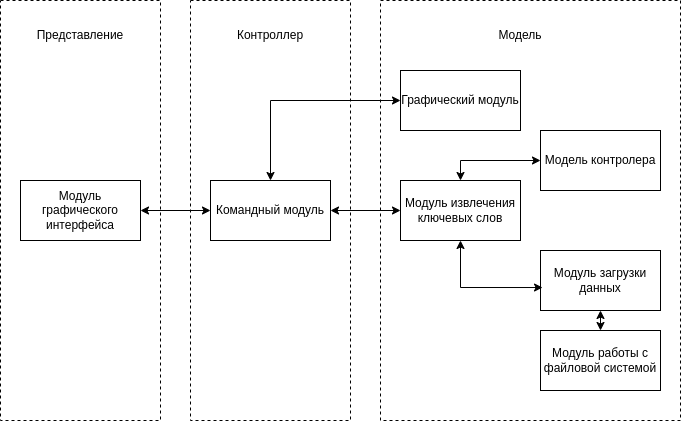 Представление
Контроллер
Модель
Графический модуль
Модель контролера
Модуль
графического
интерфейса
Командный модуль
Модуль извлечения
ключевых слов
Модуль загрузки
данных
Модуль работы с
файловой системой